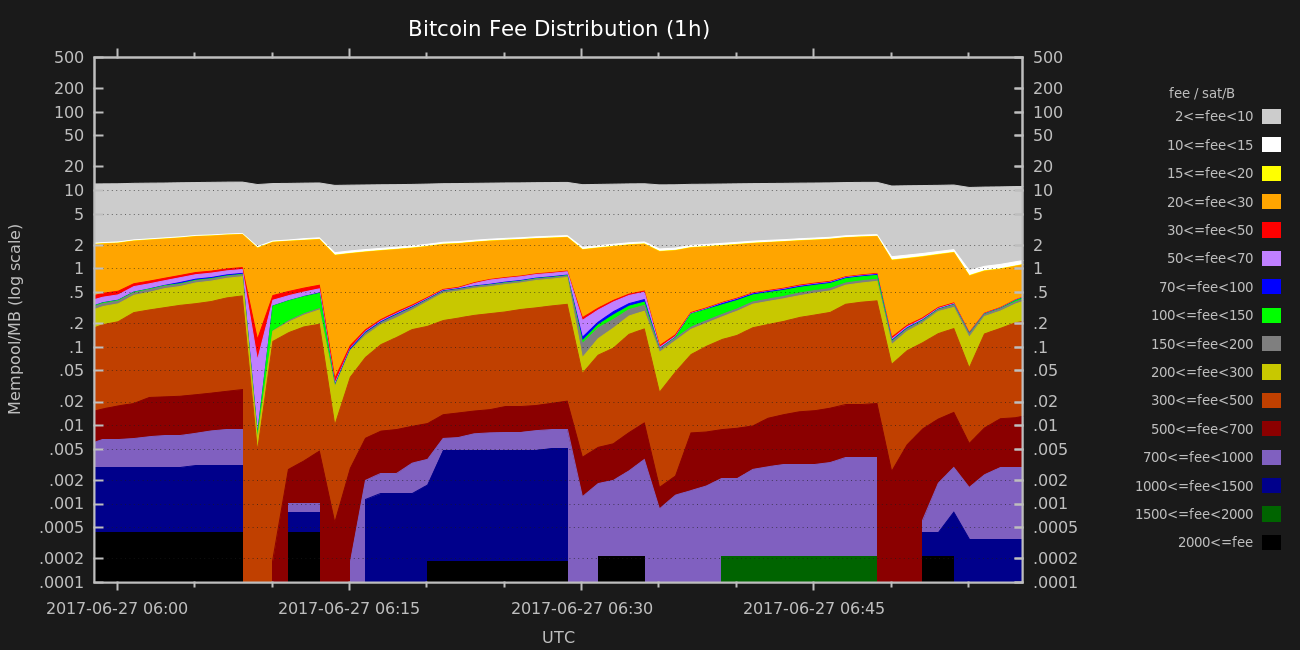 Bitcoin Fee Distribution (1h)
500
200
100
50
20
10
5
2
1
.5
.2
.1
.05
.02
.01
.005
.002
.001
.0005
.0002
.0001
Mempool/MB (log scale)
500
200
100
50
20
10
5
2
1
.5
.2
.1
.05
.02
.01
.005
.002
.001
.0005
.0002
.0001
2017-06-27 06:00
2017-06-27 06:15
2017-06-27 06:30
2017-06-27 06:45
UTC
fee / sat/B
2<=fee<10
10<=fee<15
15<=fee<20
20<=fee<30
30<=fee<50
50<=fee<70
70<=fee<100
100<=fee<150
150<=fee<200
200<=fee<300
300<=fee<500
500<=fee<700
700<=fee<1000
1000<=fee<1500
1500<=fee<2000
2000<=fee